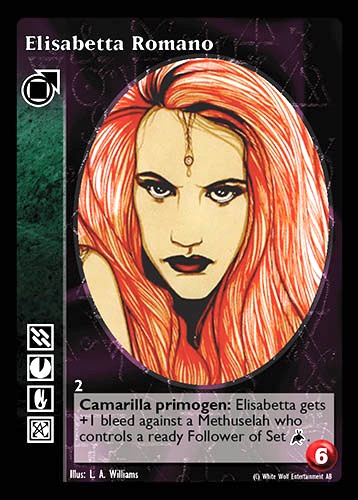 Elisabetta Romano
2
Camarilla primogen: Elisabetta gets
+1 bleed against a Methuselah who
controls a ready Follower of Set .
6
Illus: L. A. Williams
(C) White Wolf Entertainment AB